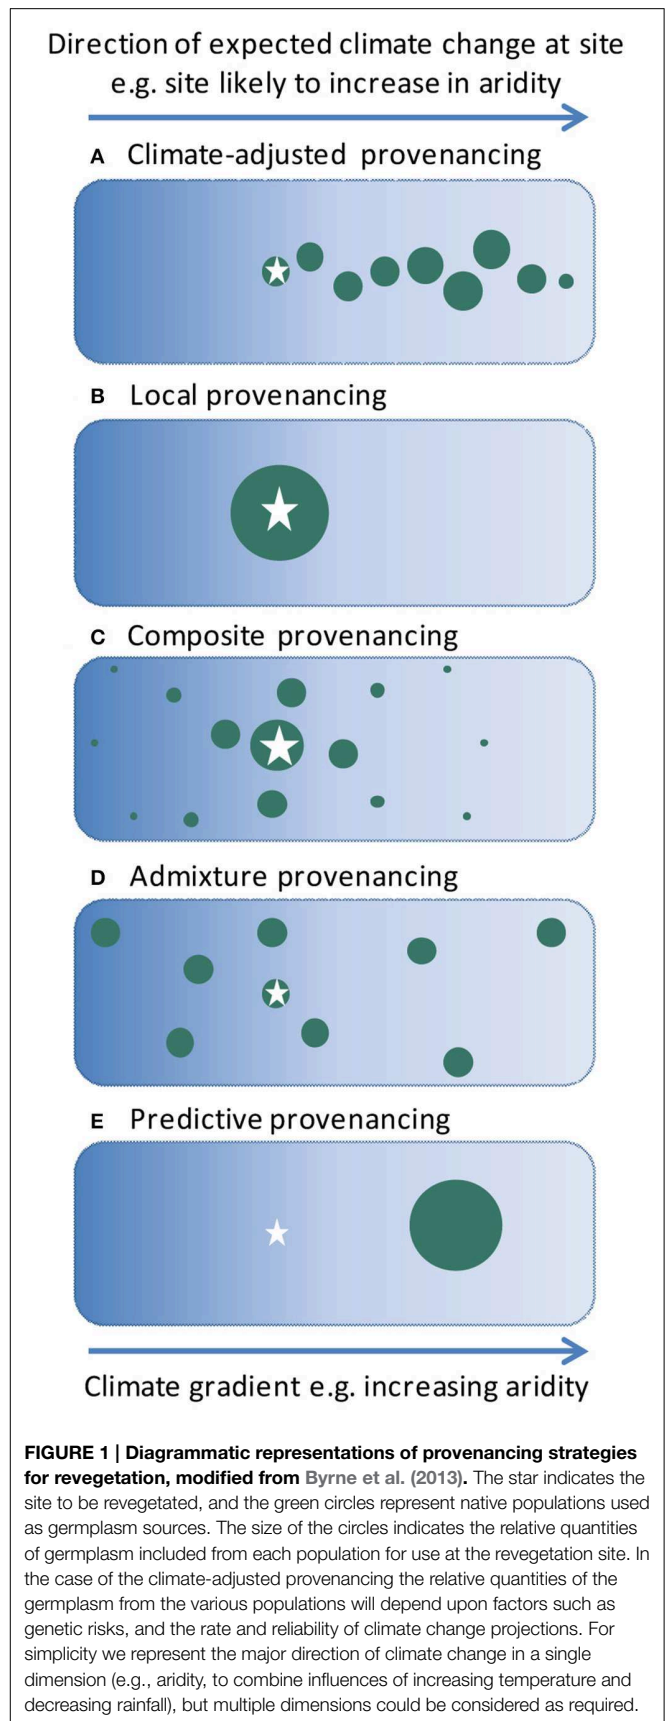 Direction of expected climate change at site
e.g. site likely to increase in aridity
A Climate-adjusted provenancing
B Local provenancing
C Composite provenancing
D Admixture provenancing
E Predictive provenancing
Climate gradient e.g. increasing aridity
FIGURE 1 | Diagrammatic representations of provenancing strategies
for revegetation, modified from Byrne et al. (2013). The star indicates the
site to be revegetated, and the green circles represent native populations used
as germplasm sources. The size of the circles indicates the relative quantities
of germplasm included from each population for use at the revegetation site. In
the case of the climate-adjusted provenancing the relative quantities of the
germplasm from the various populations will depend upon factors such as
genetic risks, and the rate and reliability of climate change projections. For
simplicity we represent the major direction of climate change in a single
dimension (e.g., aridity, to combine influences of increasing temperature and
decreasing rainfall), but multiple dimensions could be considered as required.